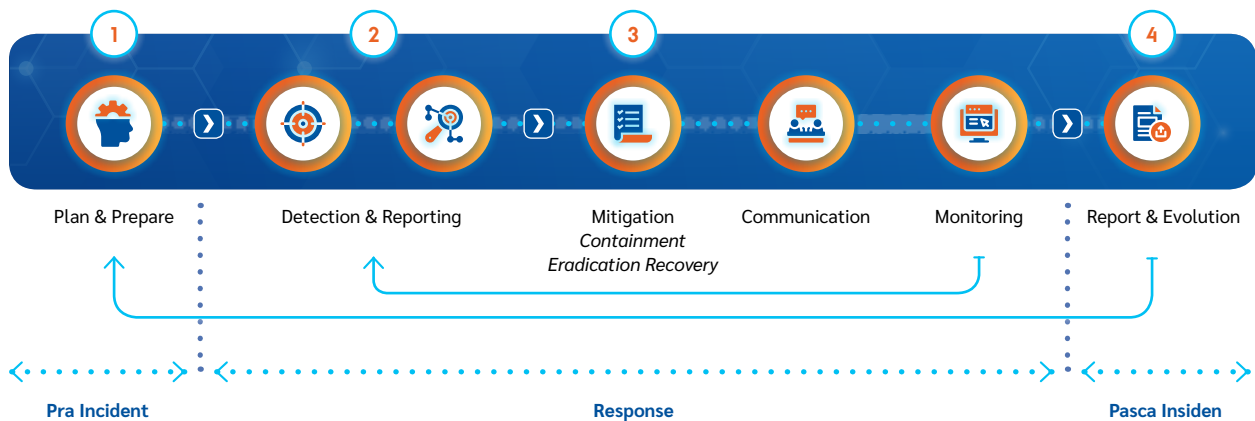 1
2
3
4
Plan & Prepare
Detection & Reporting
Mitigation
Containment
Eradication Recovery
Communication
Monitoring
Report & Evolution
Pra Incident
Response
Pasca Insiden